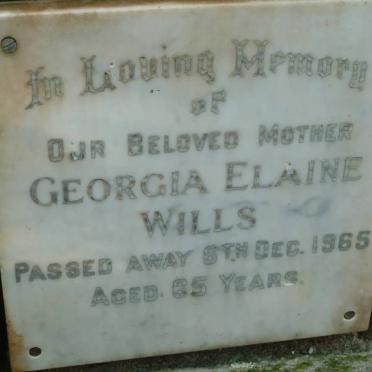 In Loving Memory
of
Our Beloved Mother
Georgia Elaine
Wills
Passed away 8th Dec. 1965
Aged 65 Years.